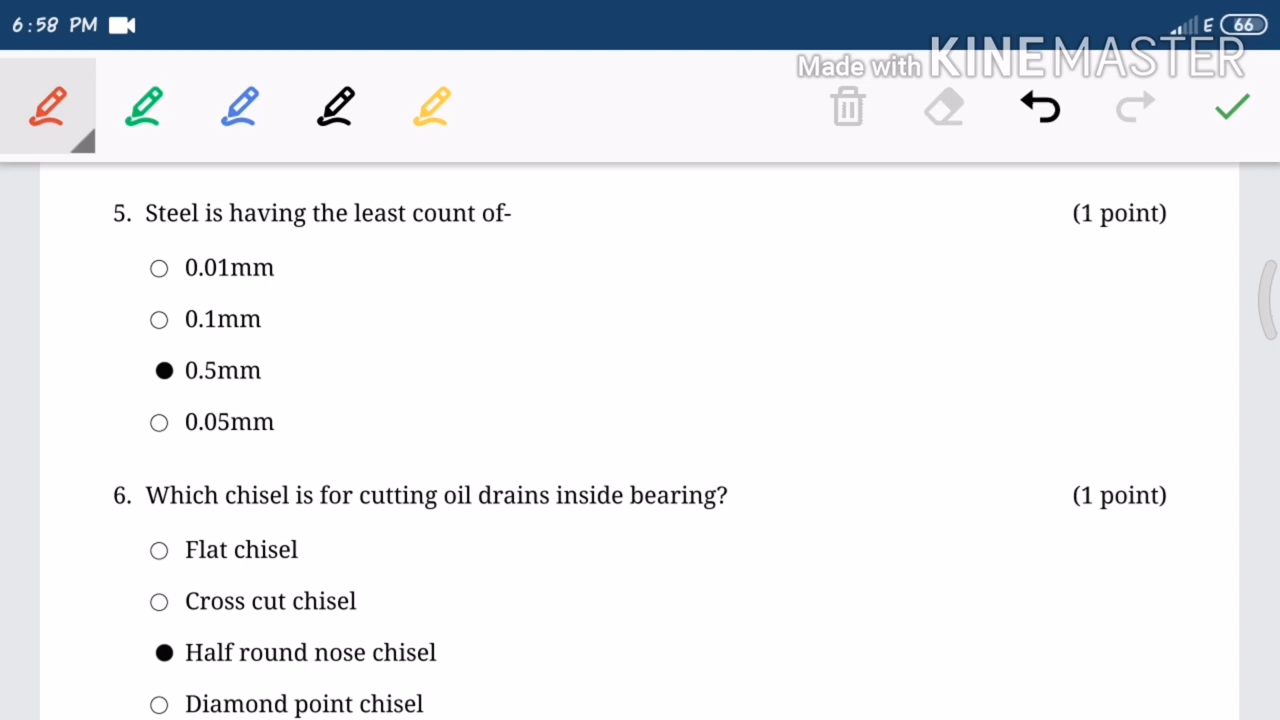 6:58 PM
E 66
Made with KINEMASTER
5. Steel is having the least count of- (1 point)
0.01mm
0.1mm
0.5mm
0.05mm
6. Which chisel is for cutting oil drains inside bearing? (1 point)
Flat chisel
Cross cut chisel
Half round nose chisel
Diamond point chisel